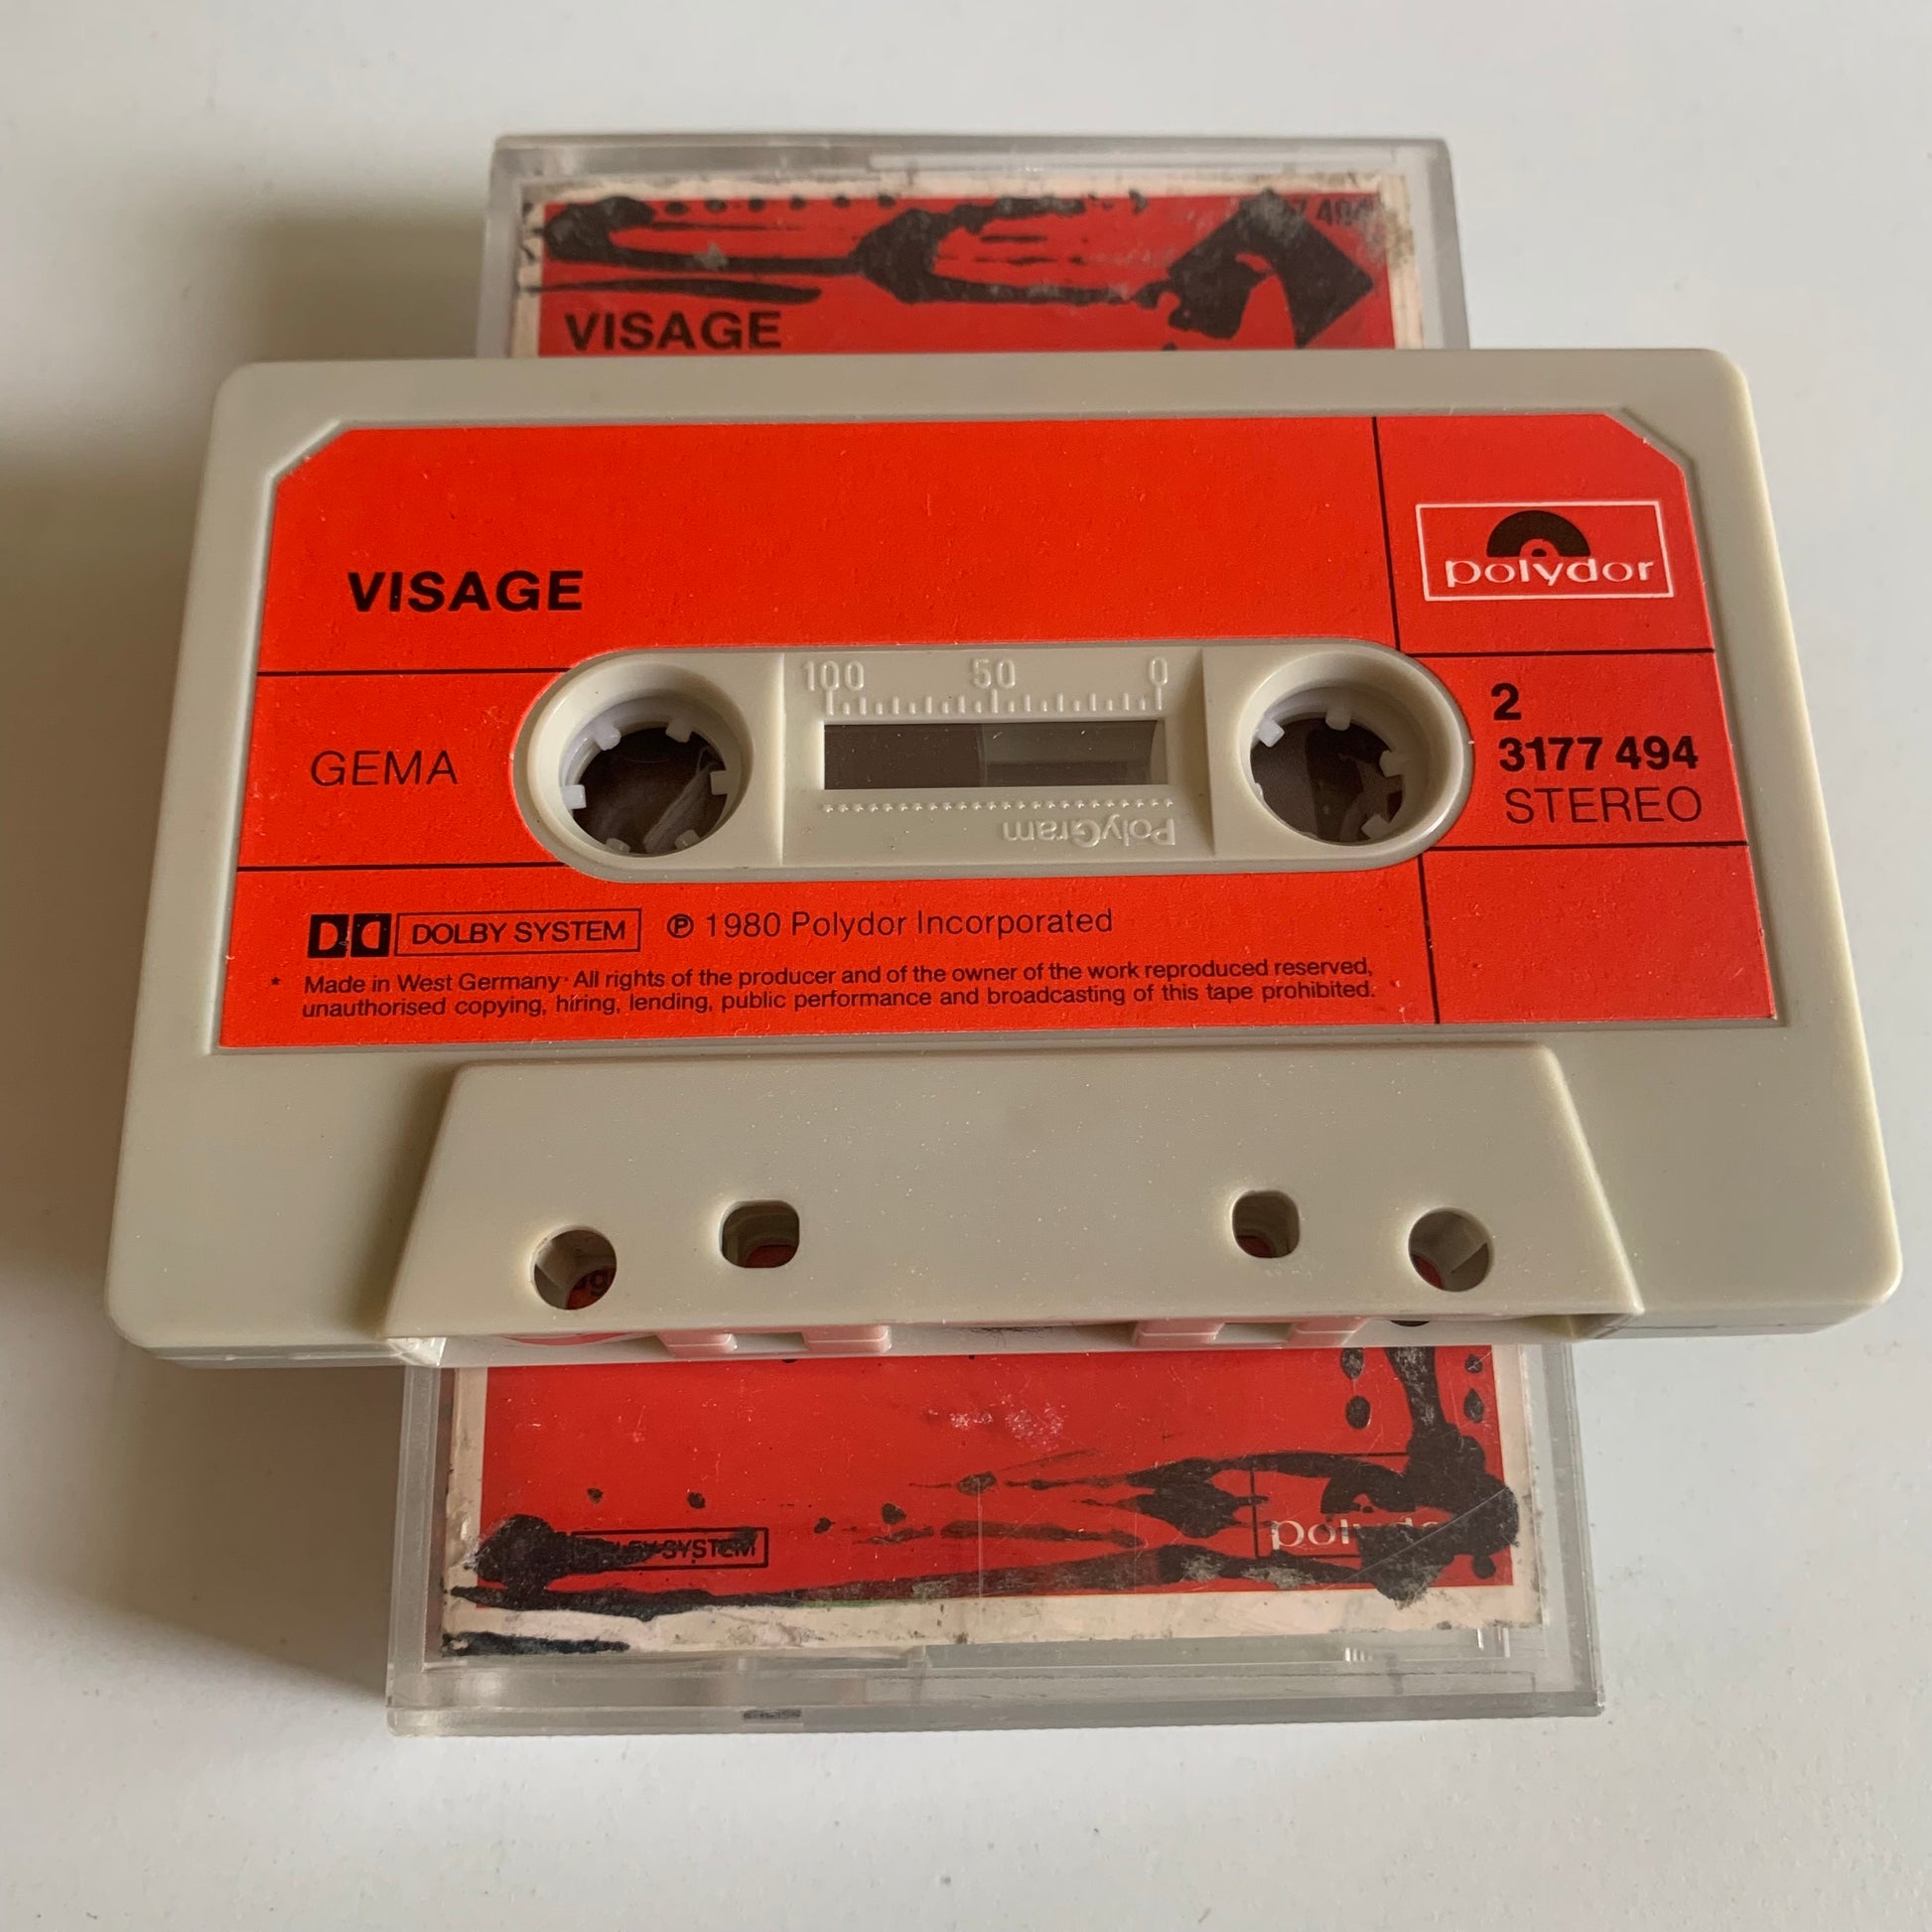 VISAGE
VISAGE
polydor
100 50 0
GEMA
2
3177 494
STEREO
PolyGram
DOLBY SYSTEM ℗ 1980 Polydor Incorporated
* Made in West Germany · All rights of the producer and of the owner of the work reproduced reserved,
unauthorised copying, hiring, lending, public performance and broadcasting of this tape prohibited.
SYSTEM